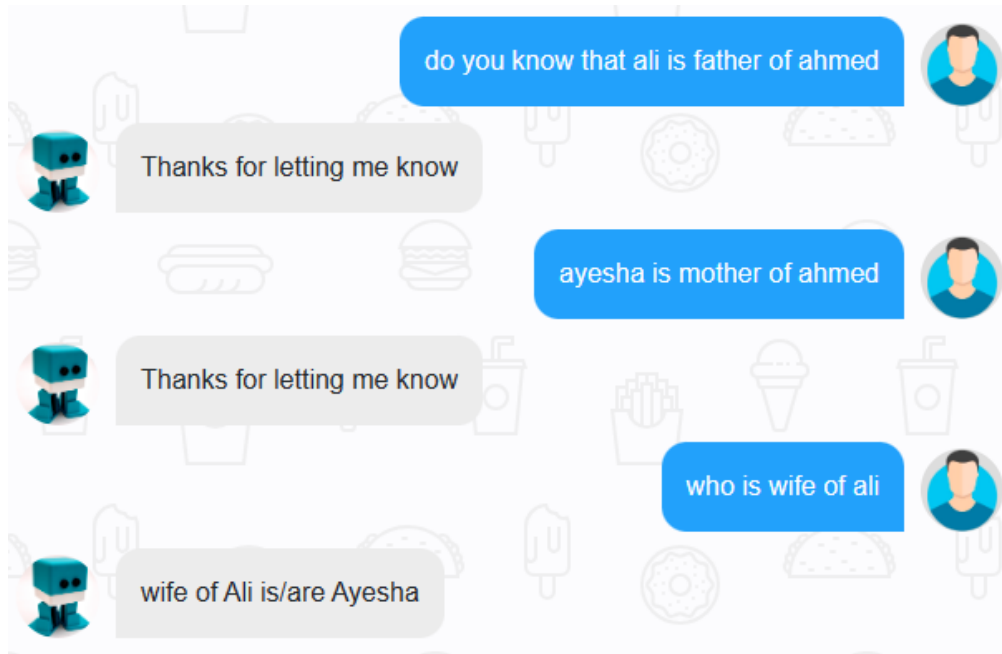 do you know that ali is father of ahmed
Thanks for letting me know
ayesha is mother of ahmed
Thanks for letting me know
who is wife of ali
wife of Ali is/are Ayesha